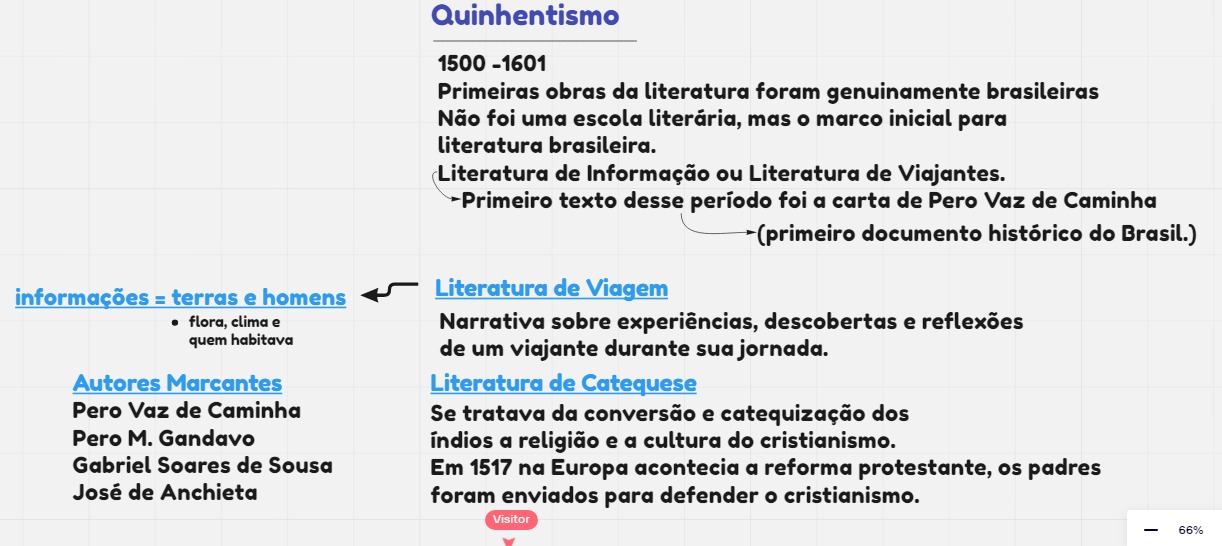 Quinhentismo
1500 -1601
Primeiras obras da literatura foram genuinamente brasileiras
Não foi uma escola literária, mas o marco inicial para
literatura brasileira.
Literatura de Informação ou Literatura de Viajantes.
Primeiro texto desse período foi a carta de Pero Vaz de Caminha
(primeiro documento histórico do Brasil.)
Literatura de Viagem
Narrativa sobre experiências, descobertas e reflexões
de um viajante durante sua jornada.
informações = terras e homens
• flora, clima e
quem habitava
Literatura de Catequese
Se tratava da conversão e catequização dos
índios a religião e a cultura do cristianismo.
Em 1517 na Europa acontecia a reforma protestante, os padres
foram enviados para defender o cristianismo.
Autores Marcantes
Pero Vaz de Caminha
Pero M. Gandavo
Gabriel Soares de Sousa
José de Anchieta
Visitor
66%